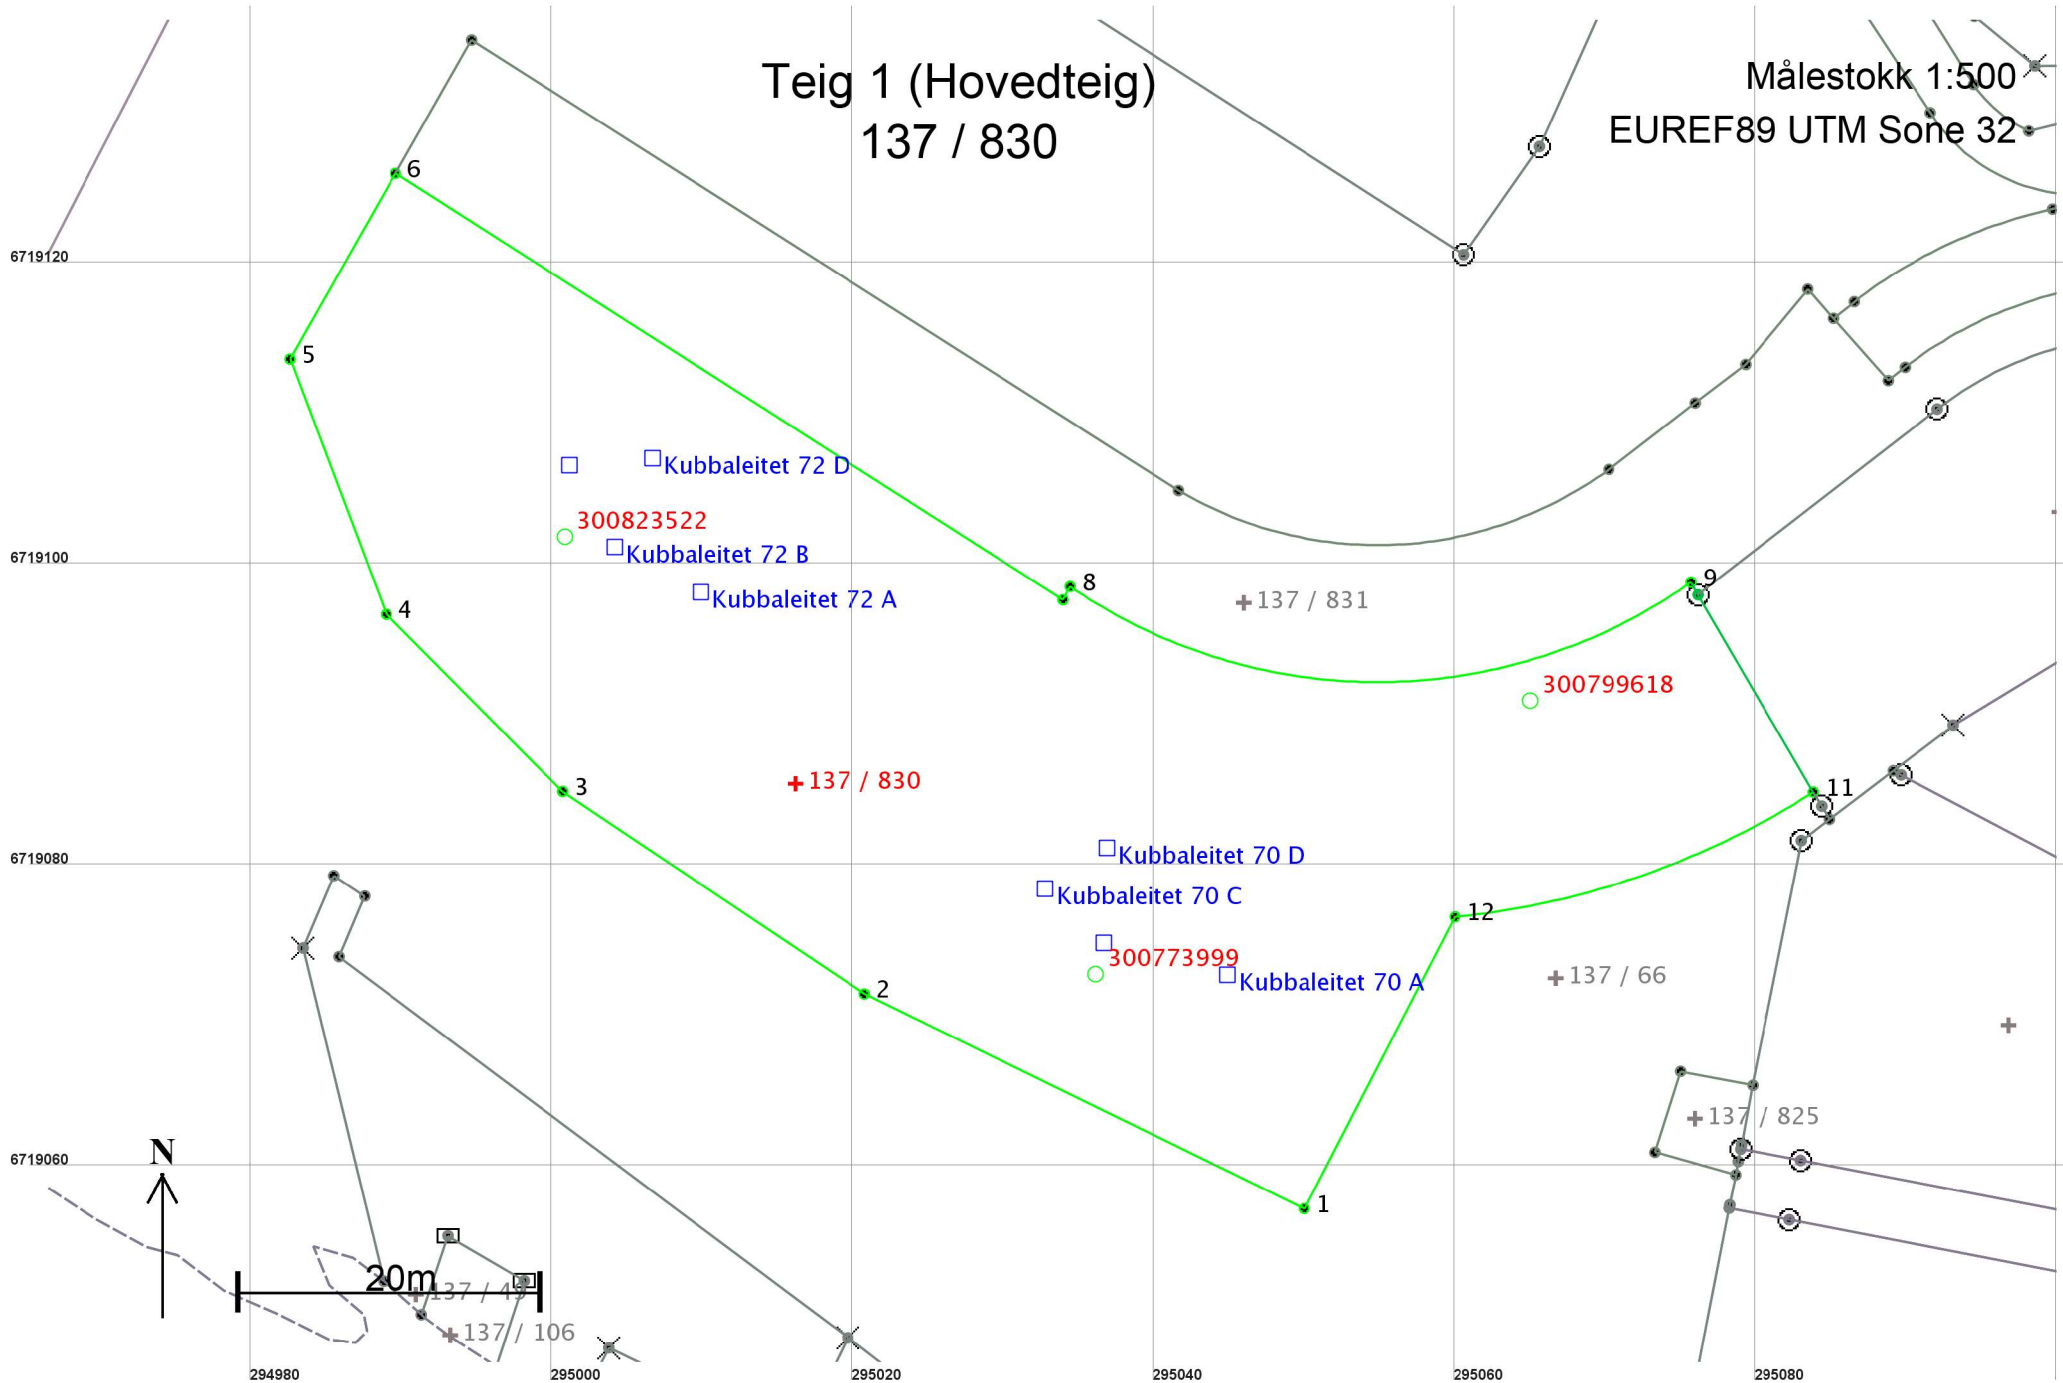 Teig 1 (Hovedteig)
137 / 830
Målestokk 1:500
EUREF89 UTM Sone 32
6
6719120
5
Kubbaleitet 72 D
300823522
Kubbaleitet 72 B
6719100
Kubbaleitet 72 A
4
8
137 / 831
9
300799618
3
137 / 830
11
Kubbaleitet 70 D
6719080
Kubbaleitet 70 C
12
300773999
Kubbaleitet 70 A
2
137 / 66
137 / 825
N
6719060
1
20m
137 / 106
294980
295000
295020
295040
295060
295080